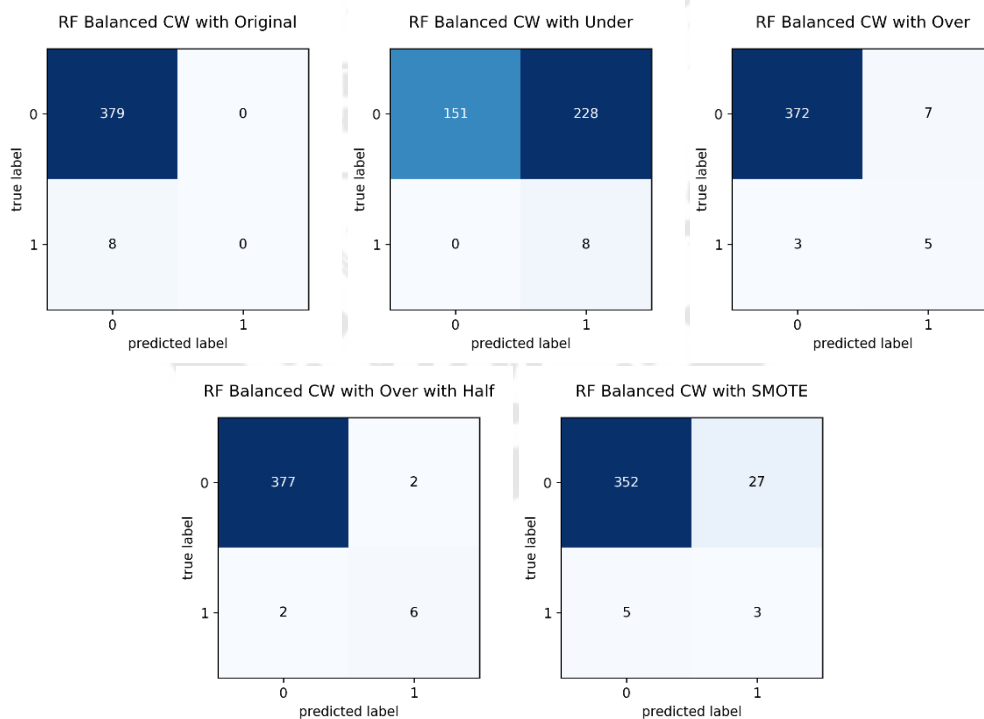 RF Balanced CW with Original
0
379
0
true label
1
8
0
0
1
predicted label
RF Balanced CW with Under
0
151
228
true label
1
0
8
0
1
predicted label
RF Balanced CW with Over
0
372
7
true label
1
3
5
0
1
predicted label
RF Balanced CW with Over with Half
0
377
2
true label
1
2
6
0
1
predicted label
RF Balanced CW with SMOTE
0
352
27
true label
1
5
3
0
1
predicted label